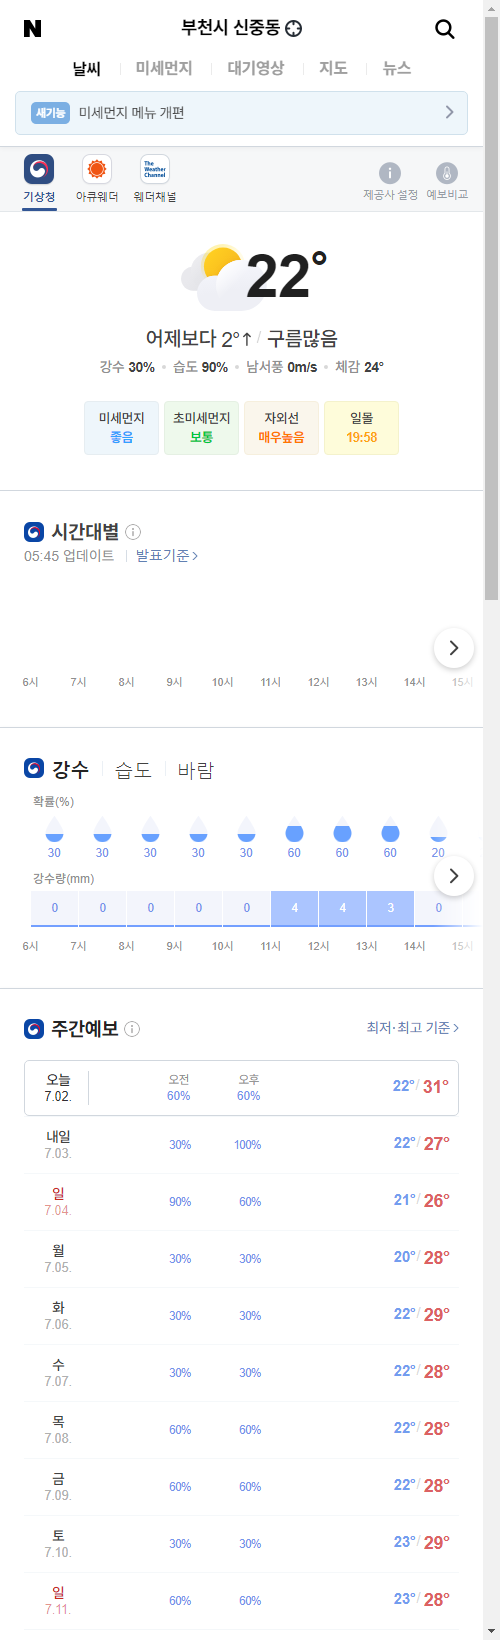 N 부천시 신중동
날씨 미세먼지 대기영상 지도 뉴스
새기능 미세먼지 메뉴 개편
The Weather Channel
기상청 아큐웨더 웨더채널 제공사 설정 예보비교
22°
어제보다 2°↑ / 구름많음
강수 30% • 습도 90% • 남서풍 0m/s • 체감 24°
미세먼지 초미세먼지 자외선 일몰
좋음 보통 매우높음 19:58
시간대별
05:45 업데이트 발표기준 >
6시 7시 8시 9시 10시 11시 12시 13시 14시 15시
강수 습도 바람
확률(%)
30 30 30 30 30 60 60 60 20
강수량(mm)
0 0 0 0 0 4 4 3 0
6시 7시 8시 9시 10시 11시 12시 13시 14시 15시
주간예보 최저·최고 기준 >
오늘 오전 오후
7.02. 60% 60% 22°/ 31°
내일
7.03. 30% 100% 22°/ 27°
일
7.04. 90% 60% 21°/ 26°
월
7.05. 30% 30% 20°/ 28°
화
7.06. 30% 30% 22°/ 29°
수
7.07. 30% 30% 22°/ 28°
목
7.08. 60% 60% 22°/ 28°
금
7.09. 60% 60% 22°/ 28°
토
7.10. 30% 30% 23°/ 29°
일
7.11. 60% 60% 23°/ 28°